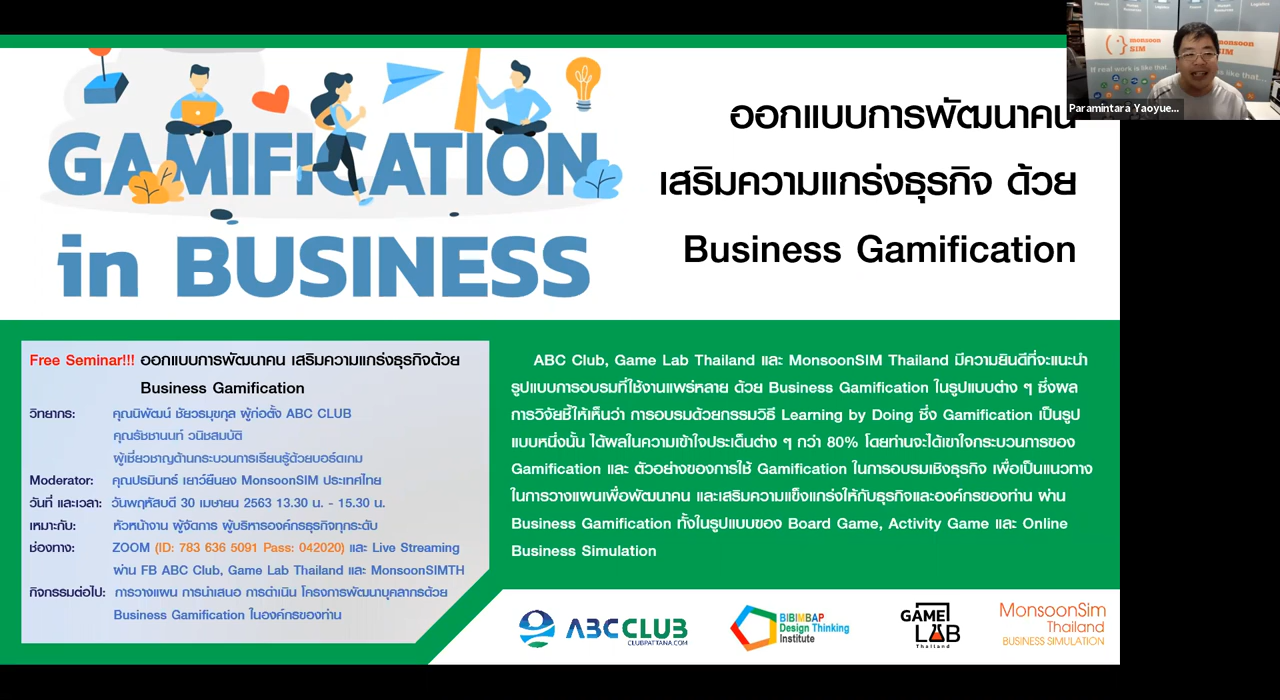 GAMIFICATION
in BUSINESS
ออกแบบการพัฒนาคน
เสริมความแกร่งธุรกิจ ด้วย
Business Gamification
monsoon
SIM
monsoon
SIM
If real work is like that...
is like that...
Paramintara Yaoyue...
Free Seminar!!! ออกแบบการพัฒนาคน เสริมความแกร่งธุรกิจด้วย
Business Gamification
วิทยากร: คุณนิพัฒน์ ชัยวรมุขกุล ผู้ก่อตั้ง ABC CLUB
คุณรัชชานนท์ วนิชสมบัติ
ผู้เชี่ยวชาญด้านกระบวนการเรียนรู้ด้วยบอร์ดเกม
Moderator: คุณปรมินทร์ เยาว์ยืนยง MonsoonSIM ประเทศไทย
วันที่ และเวลา: วันพฤหัสบดี 30 เมษายน 2563 13.30 น. - 15.30 น.
เหมาะกับ: หัวหน้างาน ผู้จัดการ ผู้บริหารองค์กรธุรกิจทุกระดับ
ช่องทาง: ZOOM (ID: 783 636 5091 Pass: 042020) และ Live Streaming
ผ่าน FB ABC Club, Game Lab Thailand และ MonsoonSIMTH
กิจกรรมต่อไป: การวางแผน การนำเสนอ การดำเนิน โครงการพัฒนาบุคลากรด้วย
Business Gamification ในองค์กรของท่าน
ABC Club, Game Lab Thailand และ MonsoonSIM Thailand มีความยินดีที่จะแนะนำ
รูปแบบการอบรมที่ใช้งานแพร่หลาย ด้วย Business Gamification ในรูปแบบต่าง ๆ ซึ่งผล
การวิจัยชี้ให้เห็นว่า การอบรมด้วยกรรมวิธี Learning by Doing ซึ่ง Gamification เป็นรูป
แบบหนึ่งนั้น ได้ผลในความเข้าใจประเด็นต่าง ๆ กว่า 80% โดยท่านจะได้เขาใจกระบวนการของ
Gamification และ ตัวอย่างของการใช้ Gamification ในการอบรมเชิงธุรกิจ เพื่อเป็นแนวทาง
ในการวางแผนเพื่อพัฒนาคน และเสริมความแข็งแกร่งให้กับธุรกิจและองค์กรของท่าน ผ่าน
Business Gamification ทั้งในรูปแบบของ Board Game, Activity Game และ Online
Business Simulation
ABC CLUB
CLUBPATTANA.COM
BIBIMBAP
Design Thinking
Institute
GAME
LAB
Thailand
MonsoonSim
Thailand
BUSINESS SIMULATION